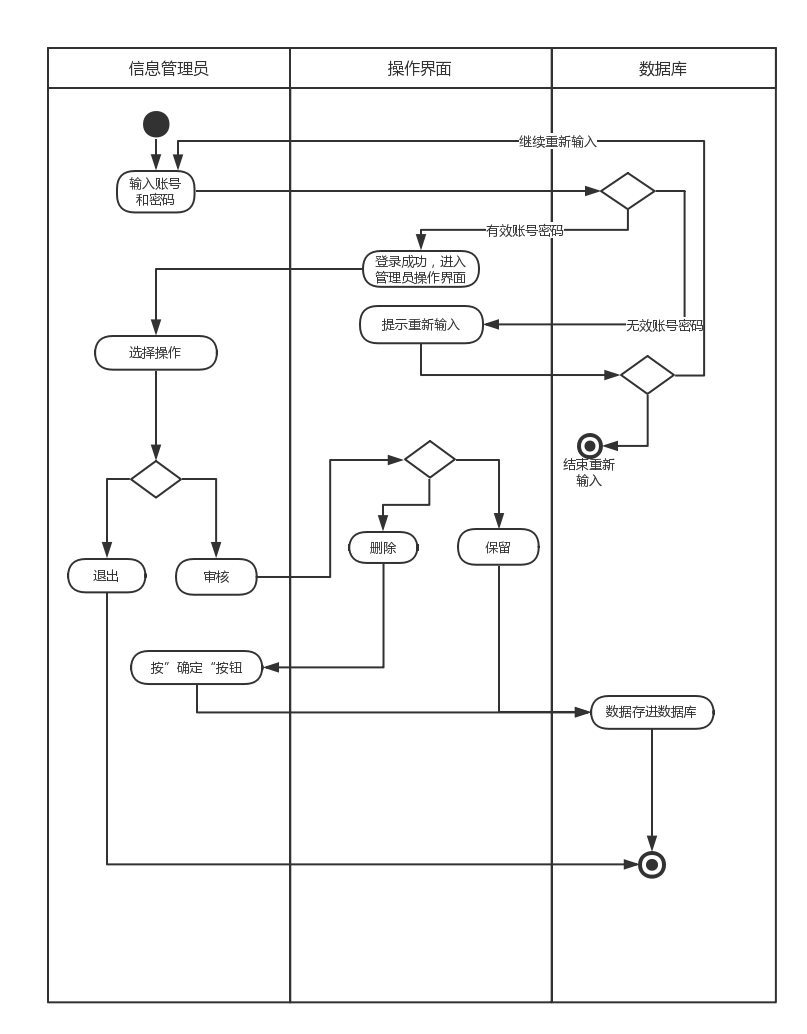 信息管理员
操作界面
数据库
继续重新输入
输入账号
和密码
有效账号密码
登录成功，进入
管理员操作界面
提示重新输入
无效账号密码
选择操作
结束重新
输入
删除
保留
退出
审核
按”确定“按钮
数据存进数据库